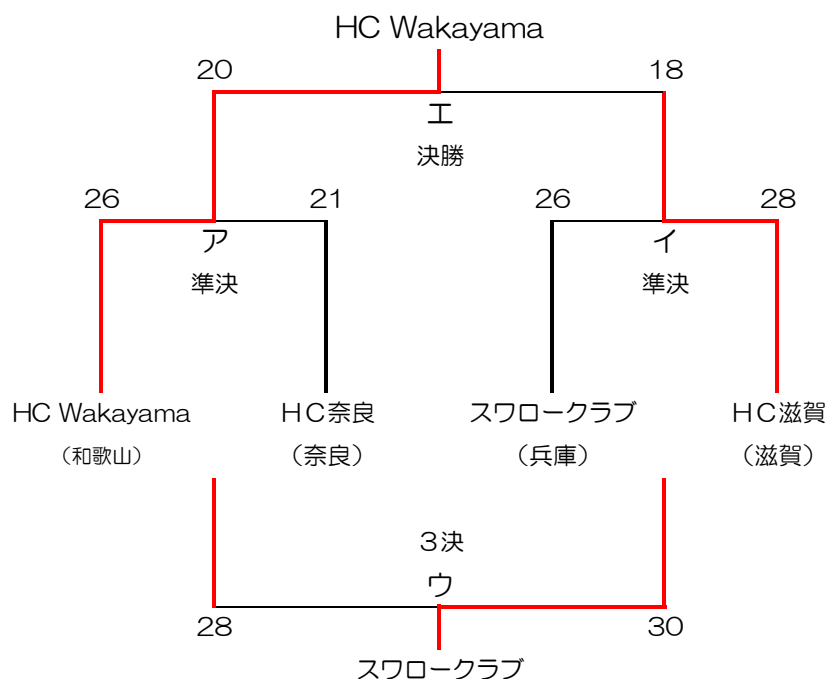 HC Wakayama
20
18
エ
決勝
26
21
26
28
ア
イ
準決
準決
HC Wakayama
ＨＣ奈良
スワロークラブ
ＨＣ滋賀
（和歌山）
（奈良）
（兵庫）
（滋賀）
３決
ウ
28
30
スワロークラブ